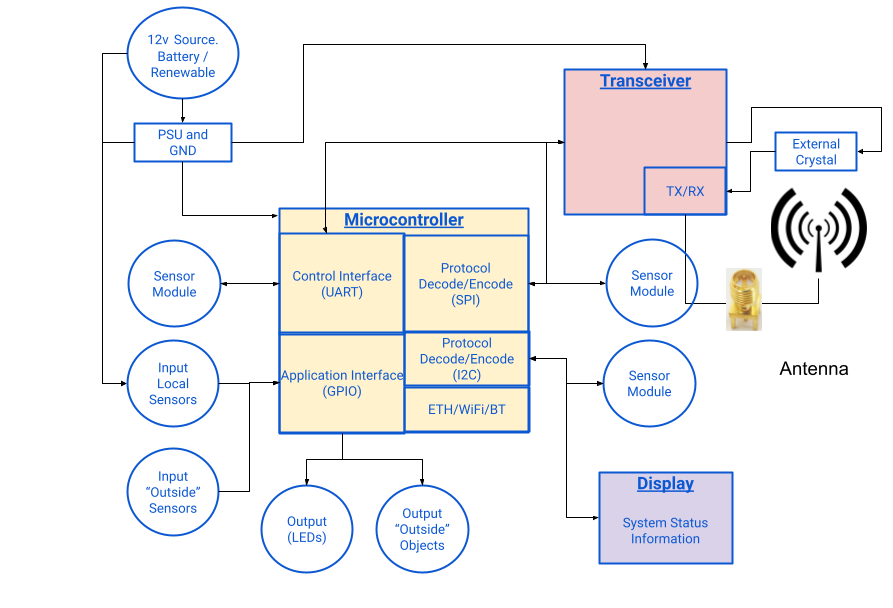 12v Source.
Battery /
Renewable
PSU and
GND
Transceiver
TX/RX
External
Crystal
Microcontroller
Control Interface
(UART)
Protocol
Decode/Encode
(SPI)
Sensor
Module
Sensor
Module
Application Interface
(GPIO)
Protocol
Decode/Encode
(I2C)
ETH/WiFi/BT
Input
Local
Sensors
Sensor
Module
Antenna
Input
“Outside”
Sensors
Output
(LEDs)
Output
“Outside”
Objects
Display
System Status
Information